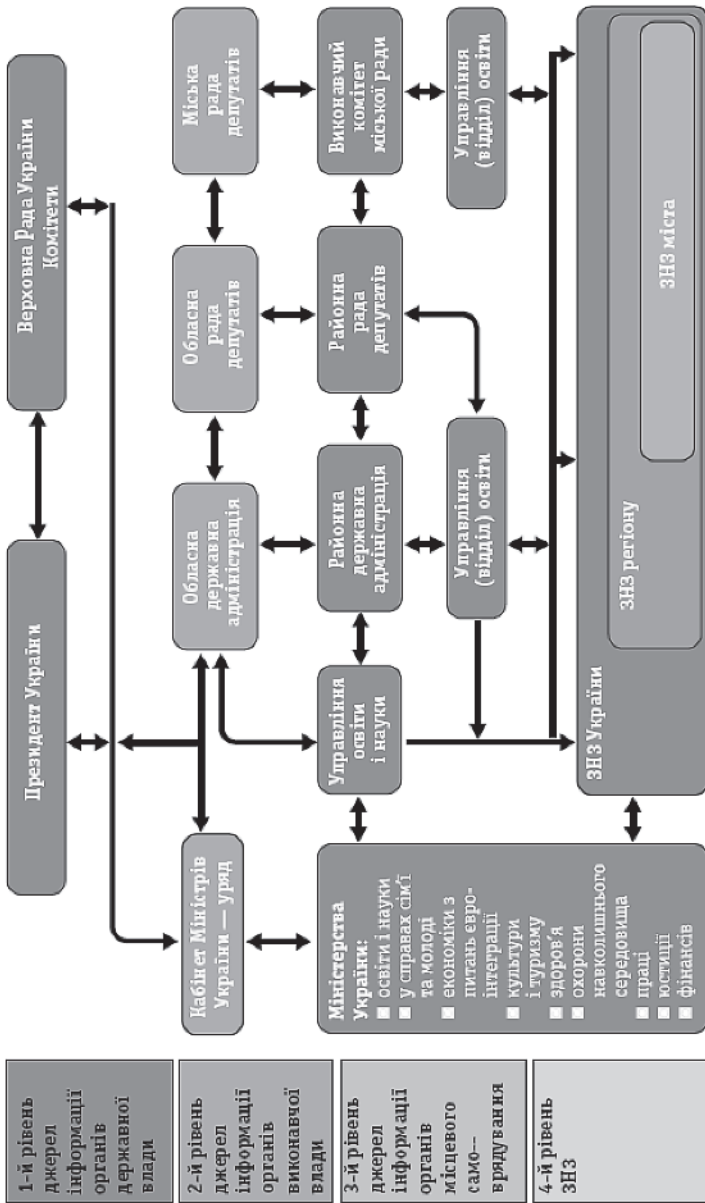 1-й рівень
джерел
інформації
органів
державної
влади
Президент України
Верховна Рада України
Комітети
2-й рівень
джерел
інформації
органів
виконавчої
влади
Кабінет Міністрів
України — уряд
Обласна
державна
адміністрація
Обласна
рада
депутатів
Міська
рада
депутатів
3-й рівень
джерел
інформації
органів
місцевого
само–-
врядування
Міністерства
України:
освіти і науки
у справах сім'ї
та молоді
економіки з
питань євро-
інтеграції
культури
і туризму
здоров'я
охорони
навколишнього
середовища
праці
юстиції
фінансів
Управління
освіти
і науки
Районна
державна
адміністрація
Районна
рада
депутатів
Виконавчий
комітет
міської ради
Управління
(відділ) освіти
Управління
(відділ) освіти
4-й рівень
ЗНЗ
ЗНЗ України
ЗНЗ регіону
ЗНЗ міста